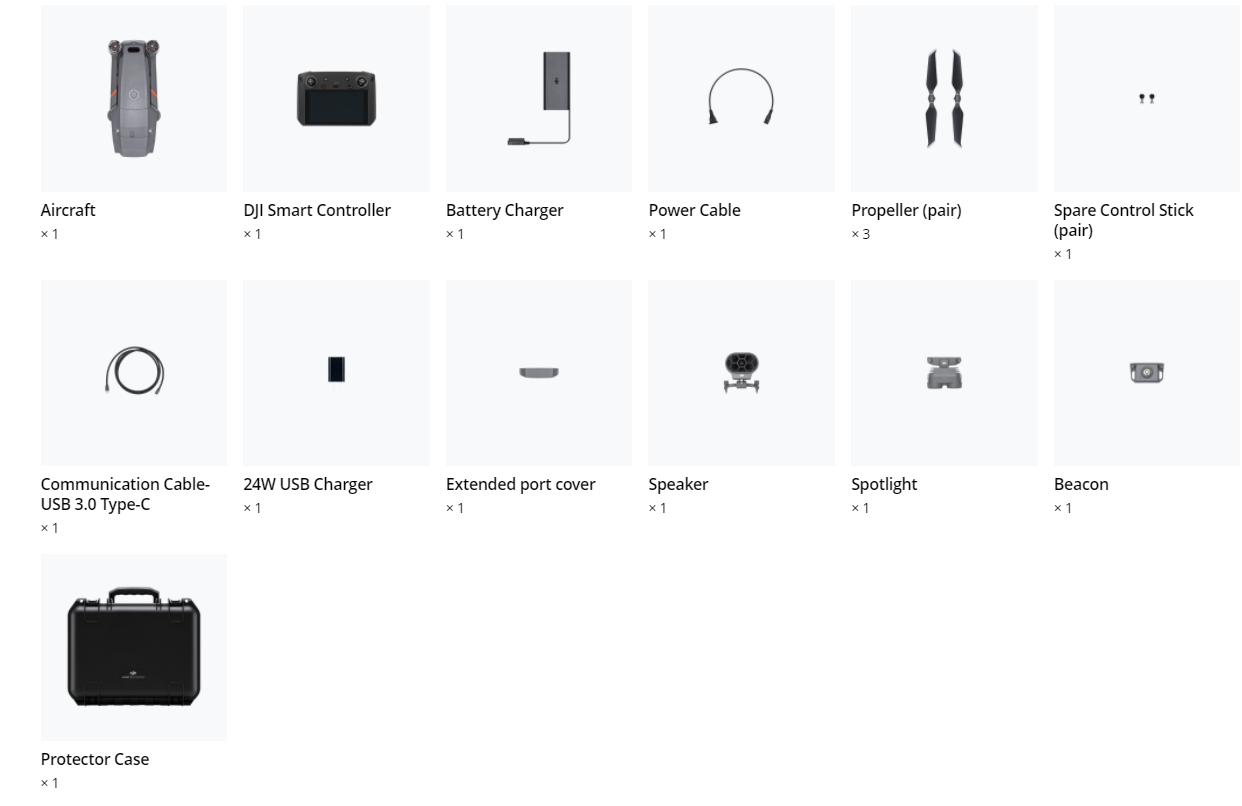 Aircraft
× 1
DJI Smart Controller
× 1
Battery Charger
× 1
Power Cable
× 1
Propeller (pair)
× 3
Spare Control Stick
(pair)
× 1
Communication Cable-
USB 3.0 Type-C
× 1
24W USB Charger
× 1
Extended port cover
× 1
Speaker
× 1
Spotlight
× 1
Beacon
× 1
Protector Case
× 1